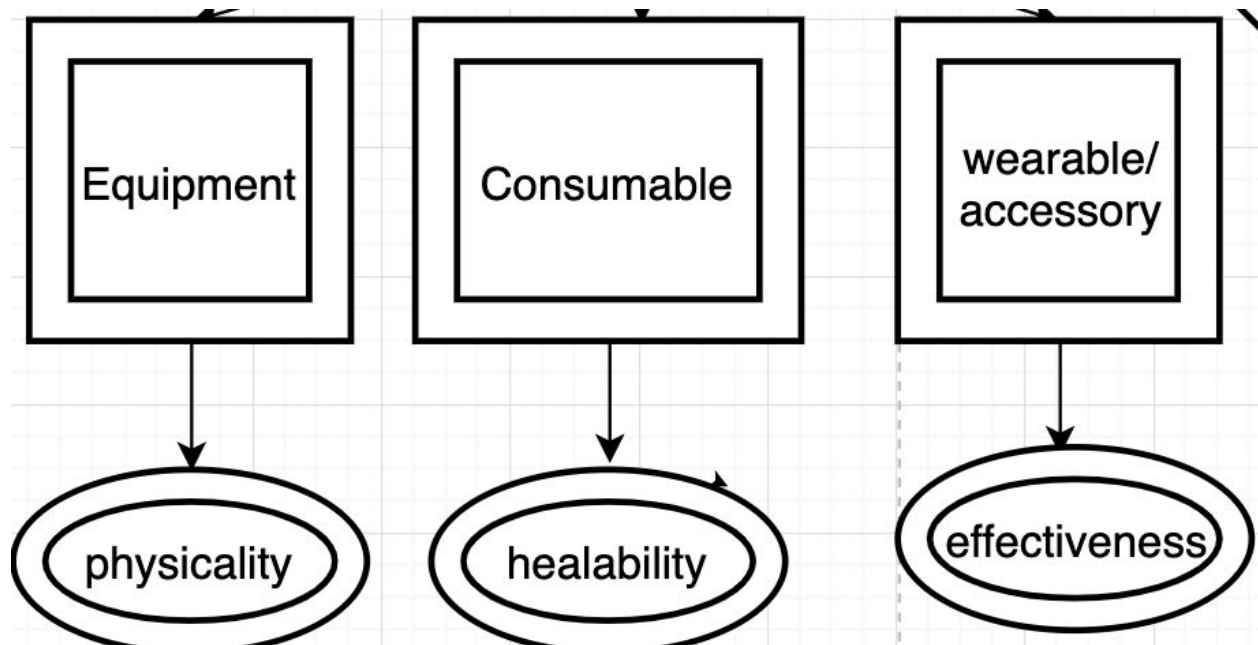 Equipment
Consumable
wearable/
accessory
physicality
healability
effectiveness